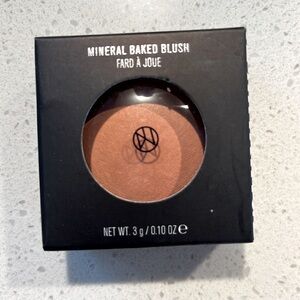 MINERAL BAKED BLUSH
FARD À JOUE
NET WT. 3 g / 0.10 OZ ℮